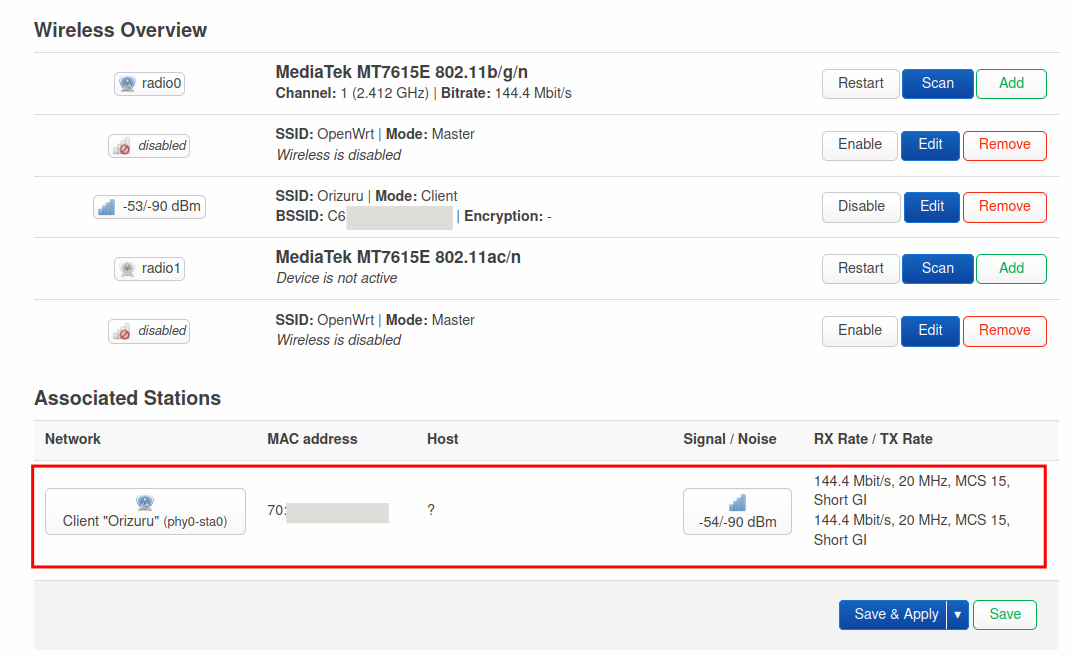 Wireless Overview
radio0
MediaTek MT7615E 802.11b/g/n
Channel: 1 (2.412 GHz) | Bitrate: 144.4 Mbit/s
Restart Scan Add
disabled
SSID: OpenWrt | Mode: Master
Wireless is disabled
Enable Edit Remove
-53/-90 dBm
SSID: Orizuru | Mode: Client
BSSID: C6 | Encryption: -
Disable Edit Remove
radio1
MediaTek MT7615E 802.11ac/n
Device is not active
Restart Scan Add
disabled
SSID: OpenWrt | Mode: Master
Wireless is disabled
Enable Edit Remove
Associated Stations
Network MAC address Host Signal / Noise RX Rate / TX Rate
Client "Orizuru" (phy0-sta0)
70:
?
-54/-90 dBm
144.4 Mbit/s, 20 MHz, MCS 15,
Short GI
144.4 Mbit/s, 20 MHz, MCS 15,
Short GI
Save & Apply ▾ Save